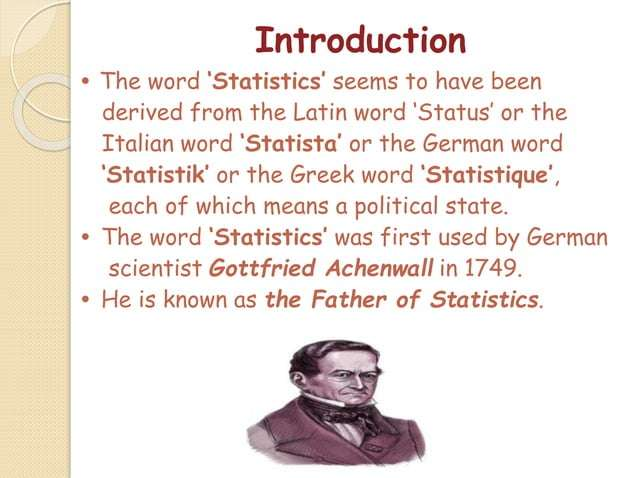 Introduction
• The word ‘Statistics’ seems to have been
derived from the Latin word ‘Status’ or the
Italian word ‘Statista’ or the German word
‘Statistik’ or the Greek word ‘Statistique’,
each of which means a political state.
• The word ‘Statistics’ was first used by German
scientist Gottfried Achenwall in 1749.
• He is known as the Father of Statistics.